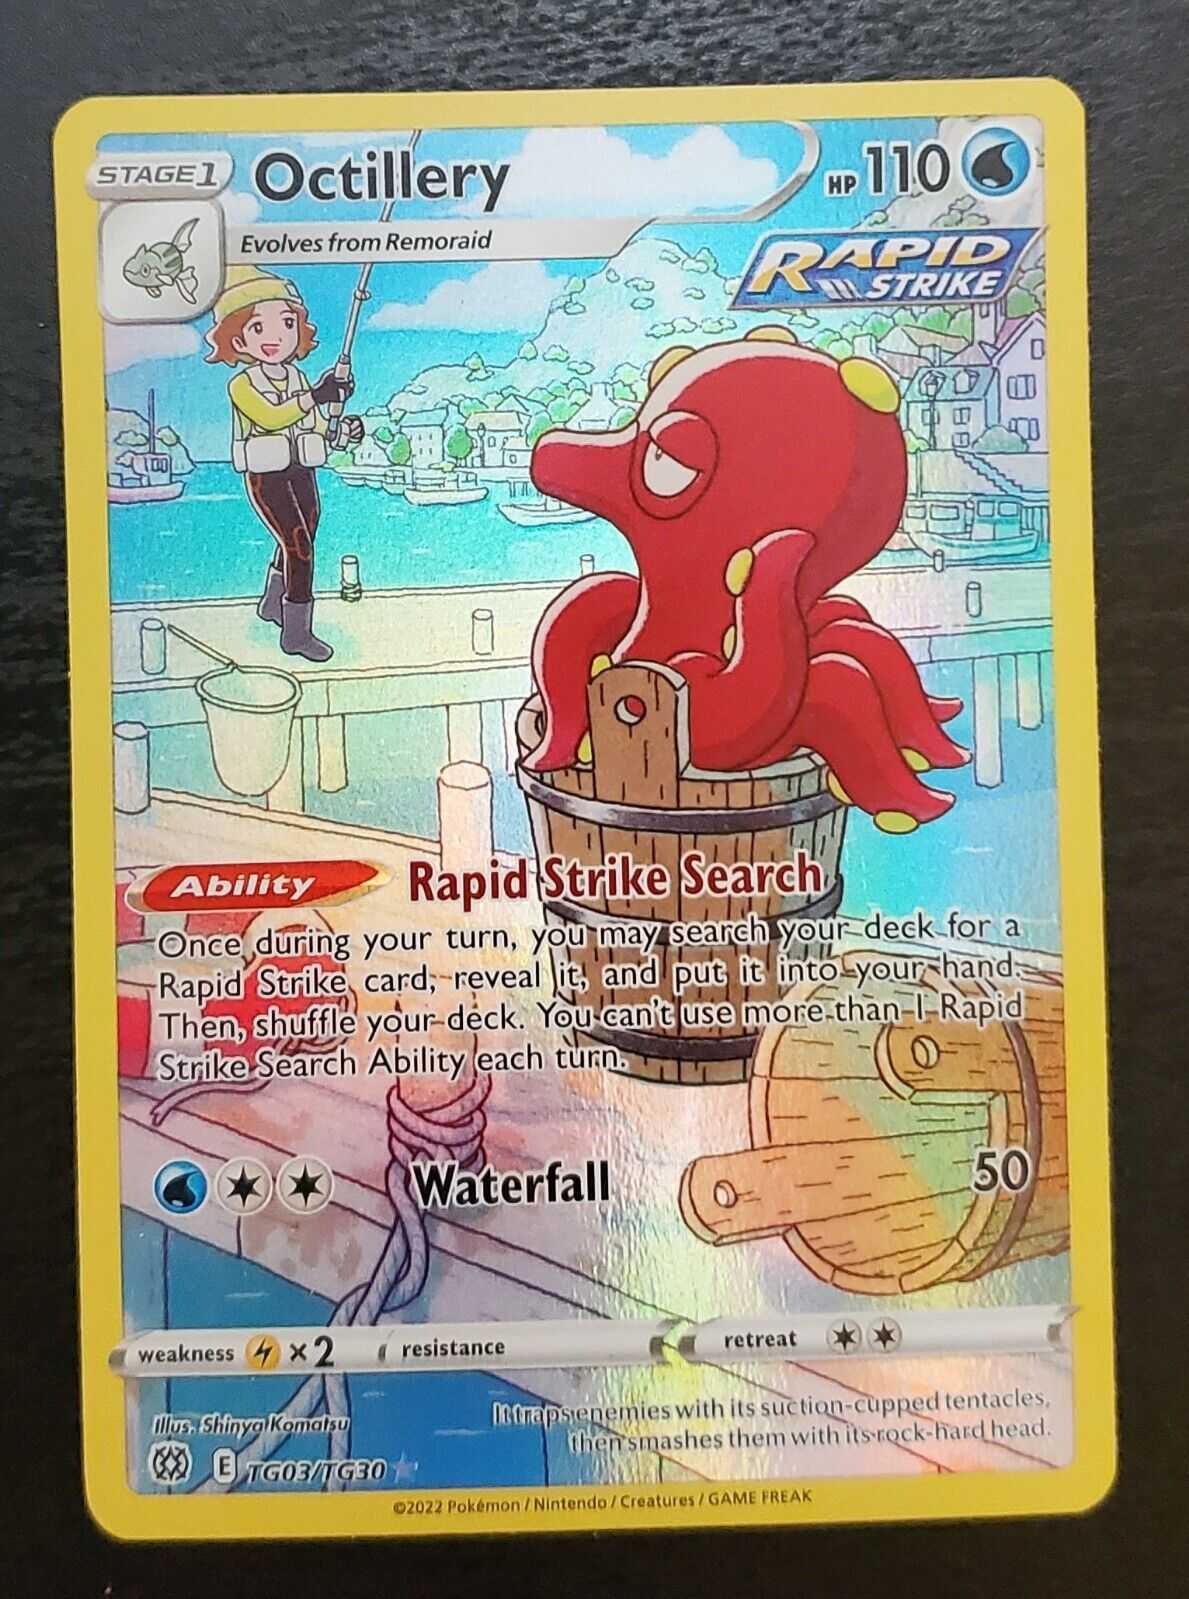 STAGE1
Octillery
HP 110
Evolves from Remoraid
RAPID
STRIKE
Ability Rapid Strike Search
Once during your turn, you may search your deck for a
Rapid Strike card, reveal it, and put it into your hand.
Then, shuffle your deck. You can't use more than 1 Rapid
Strike Search Ability each turn.
Waterfall 50
weakness ×2 resistance retreat
Illus. Shinya Komatsu
It traps enemies with its suction-cupped tentacles,
then smashes them with its rock-hard head.
E TG03/TG30
©2022 Pokémon / Nintendo / Creatures / GAME FREAK